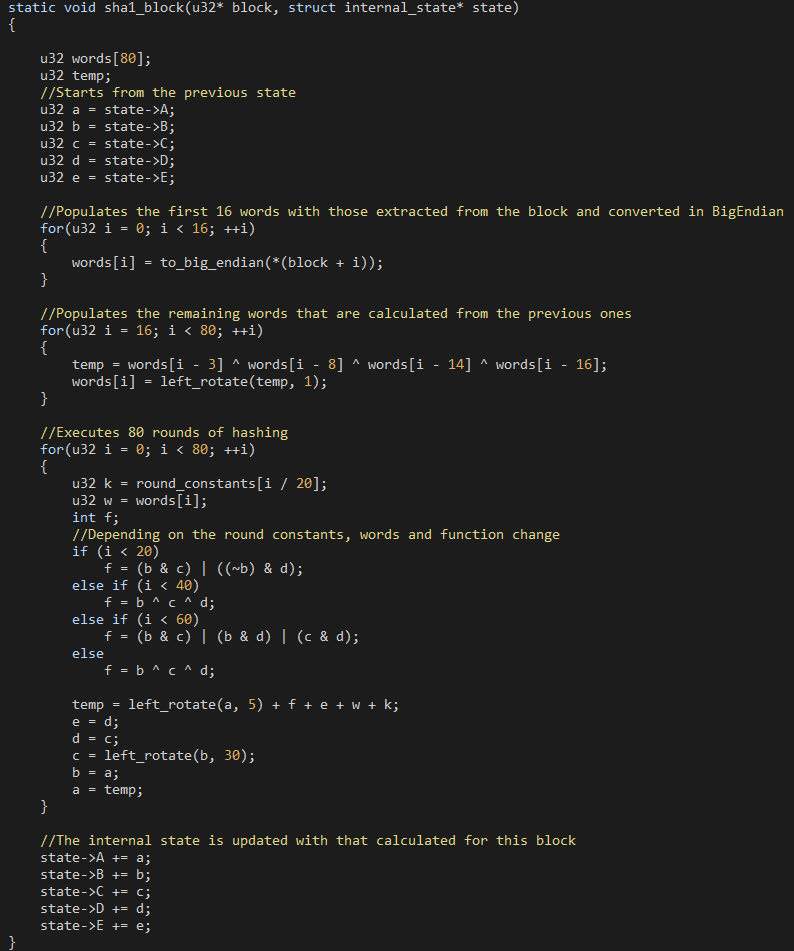 static void sha1_block(u32* block, struct internal_state* state)
{
u32 words[80];
u32 temp;
//Starts from the previous state
u32 a = state->A;
u32 b = state->B;
u32 c = state->C;
u32 d = state->D;
u32 e = state->E;
//Populates the first 16 words with those extracted from the block and converted in BigEndian
for(u32 i = 0; i < 16; ++i)
{
words[i] = to_big_endian(*(block + i));
}
//Populates the remaining words that are calculated from the previous ones
for(u32 i = 16; i < 80; ++i)
{
temp = words[i - 3] ^ words[i - 8] ^ words[i - 14] ^ words[i - 16];
words[i] = left_rotate(temp, 1);
}
//Executes 80 rounds of hashing
for(u32 i = 0; i < 80; ++i)
{
u32 k = round_constants[i / 20];
u32 w = words[i];
int f;
//Depending on the round constants, words and function change
if (i < 20)
f = (b & c) | ((~b) & d);
else if (i < 40)
f = b ^ c ^ d;
else if (i < 60)
f = (b & c) | (b & d) | (c & d);
else
f = b ^ c ^ d;
temp = left_rotate(a, 5) + f + e + w + k;
e = d;
d = c;
c = left_rotate(b, 30);
b = a;
a = temp;
}
//The internal state is updated with that calculated for this block
state->A += a;
state->B += b;
state->C += c;
state->D += d;
state->E += e;
}